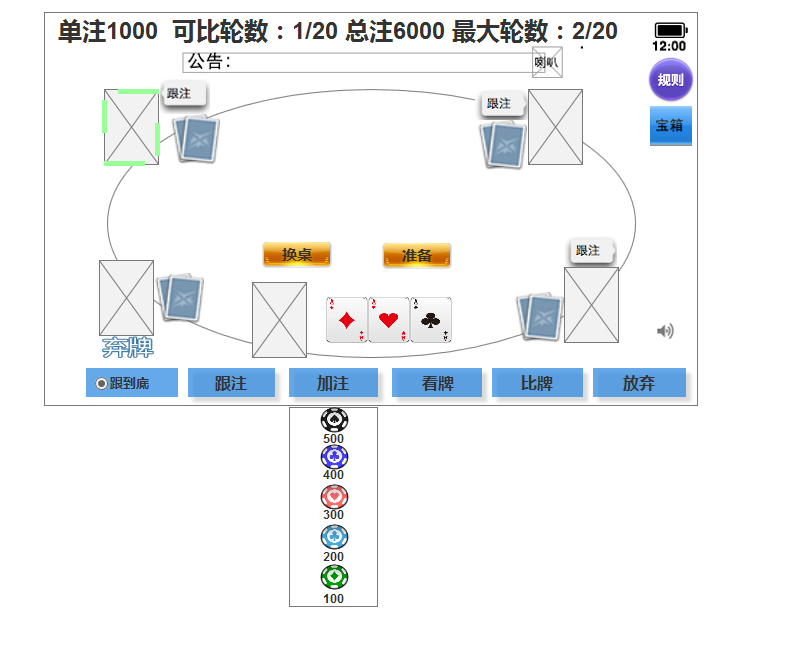 单注1000 可比轮数：1/20 总注6000 最大轮数：2/20
12:00
公告：
喇叭
规则
跟注
跟注
宝箱
换桌
准备
跟注
弃牌
跟到底
跟注
加注
看牌
比牌
放弃
500
400
300
200
100